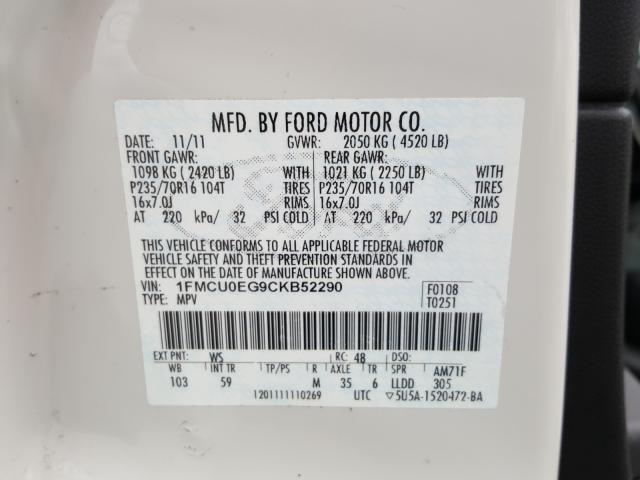 MFD. BY FORD MOTOR CO.
DATE: 11/11 GVWR: 2050 KG ( 4520 LB)
FRONT GAWR: REAR GAWR:
1098 KG ( 2420 LB) WITH 1021 KG ( 2250 LB) WITH
P235/70R16 104T TIRES P235/70R16 104T TIRES
16x7.0J RIMS 16x7.0J RIMS
AT 220 kPa/ 32 PSI COLD AT 220 kPa/ 32 PSI COLD
THIS VEHICLE CONFORMS TO ALL APPLICABLE FEDERAL MOTOR
VEHICLE SAFETY AND THEFT PREVENTION STANDARDS IN
EFFECT ON THE DATE OF MANUFACTURE SHOWN ABOVE.
VIN: 1FMCU0EG9CKB52290 F0108
TYPE: MPV T0251
EXT PNT: WS RC: 48 DSO:
WB INT TR TP/PS R AXLE TR SPR AM71F
103 59 M 35 6 LLDD 305
1201111110269 UTC ▽5U5A-1520472-BA